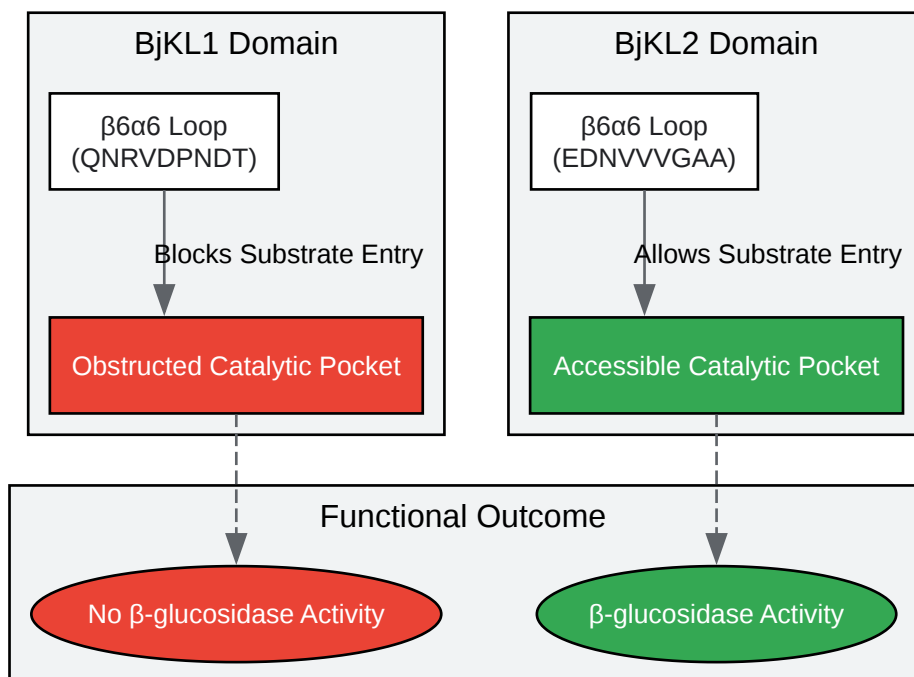 BjKL1 Domain
β6α6 Loop
(QNRVDPNDT)
Blocks Substrate Entry
Obstructed Catalytic Pocket
BjKL2 Domain
β6α6 Loop
(EDNVVVGAA)
Allows Substrate Entry
Accessible Catalytic Pocket
Functional Outcome
No β-glucosidase Activity
β-glucosidase Activity